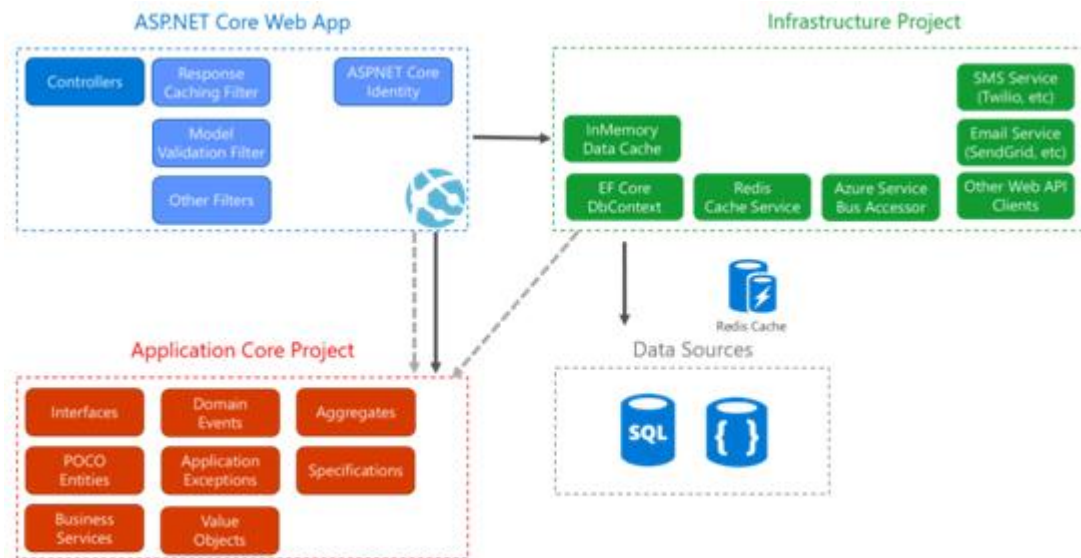 ASP.NET Core Web App
Controllers
Response
Caching Filter
ASPNET Core
Identity
Model
Validation Filter
Other Filters
Infrastructure Project
SMS Service
(Twilio, etc)
InMemory
Data Cache
Email Service
(SendGrid, etc)
EF Core
DbContext
Redis
Cache Service
Azure Service
Bus Accessor
Other Web API
Clients
Redis Cache
Application Core Project
Interfaces
Domain
Events
Aggregates
POCO
Entities
Application
Exceptions
Specifications
Business
Services
Value
Objects
Data Sources
SQL
{ }